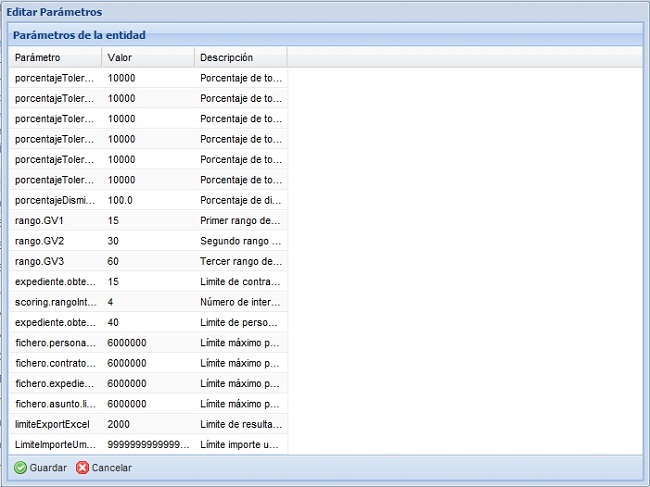 Editar Parámetros
Parámetros de la entidad
Parámetro Valor Descripción
porcentajeToler... 10000 Porcentaje de to...
porcentajeToler... 10000 Porcentaje de to...
porcentajeToler... 10000 Porcentaje de to...
porcentajeToler... 10000 Porcentaje de to...
porcentajeToler... 10000 Porcentaje de to...
porcentajeToler... 10000 Porcentaje de to...
porcentajeDismi... 100.0 Porcentaje de di...
rango.GV1 15 Primer rango de...
rango.GV2 30 Segundo rango ...
rango.GV3 60 Tercer rango de...
expediente.obte... 15 Limite de contra...
scoring.rangoInt... 4 Número de inter...
expediente.obte... 40 Limite de perso...
fichero.persona... 6000000 Límite máximo p...
fichero.contrato... 6000000 Límite máximo p...
fichero.expedie... 6000000 Límite máximo p...
fichero.asunto.li... 6000000 Límite máximo p...
limiteExportExcel 2000 Limite de resulta...
LimiteImporteUm... 9999999999999... Límite importe u...
Guardar Cancelar